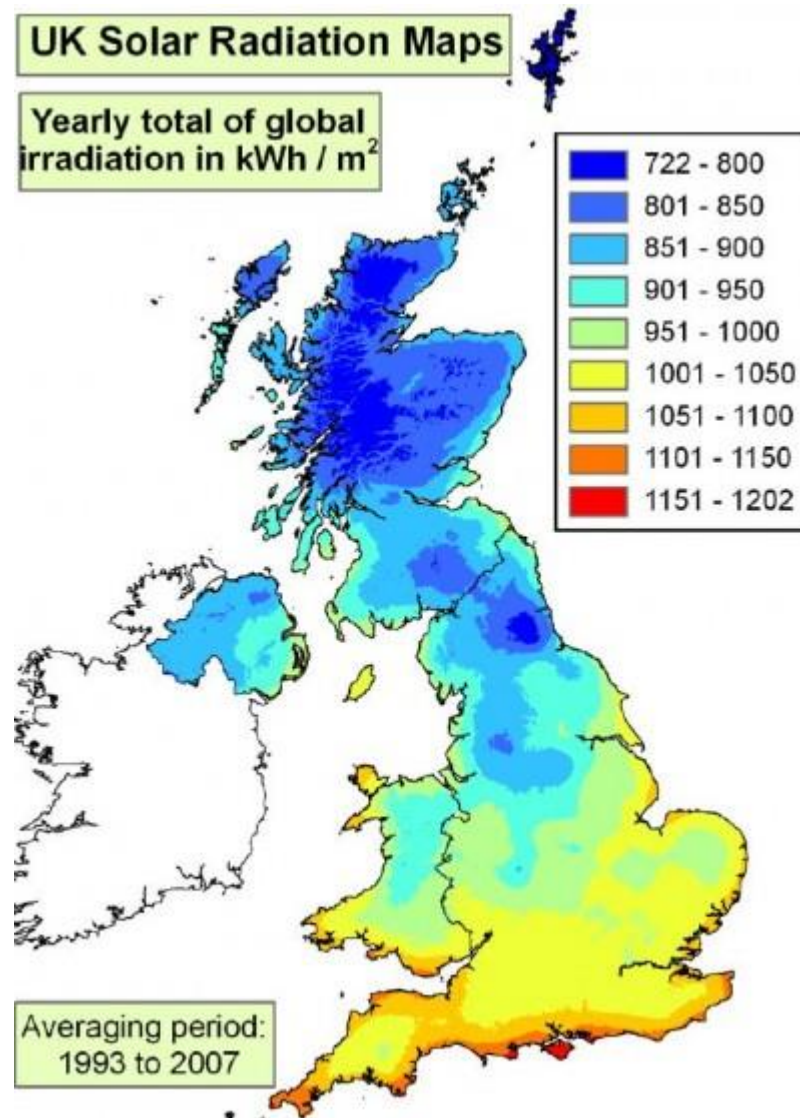 UK Solar Radiation Maps
Yearly total of global
irradiation in kWh / m²
722 - 800
801 - 850
851 - 900
901 - 950
951 - 1000
1001 - 1050
1051 - 1100
1101 - 1150
1151 - 1202
Averaging period:
1993 to 2007